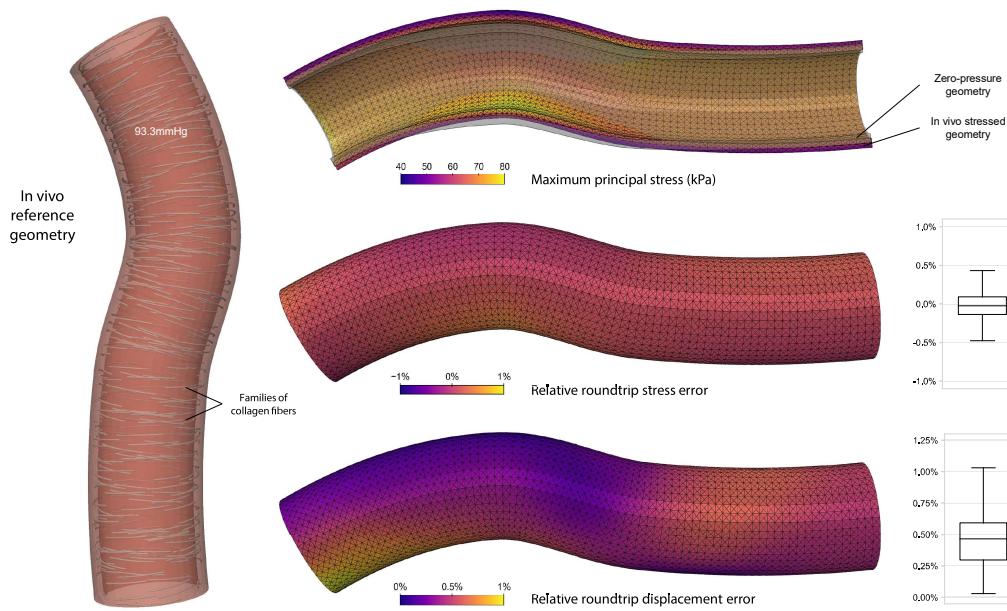 93.3mmHg
In vivo
reference
geometry
Families of
collagen fibers
Zero-pressure
geometry
In vivo stressed
geometry
40 50 60 70 80
Maximum principal stress (kPa)
−1% 0% 1%
Relative roundtrip stress error
1.0%
0.5%
0.0%
-0.5%
-1.0%
0% 0.5% 1%
Relative roundtrip displacement error
1.25%
1.00%
0.75%
0.50%
0.25%
0.00%